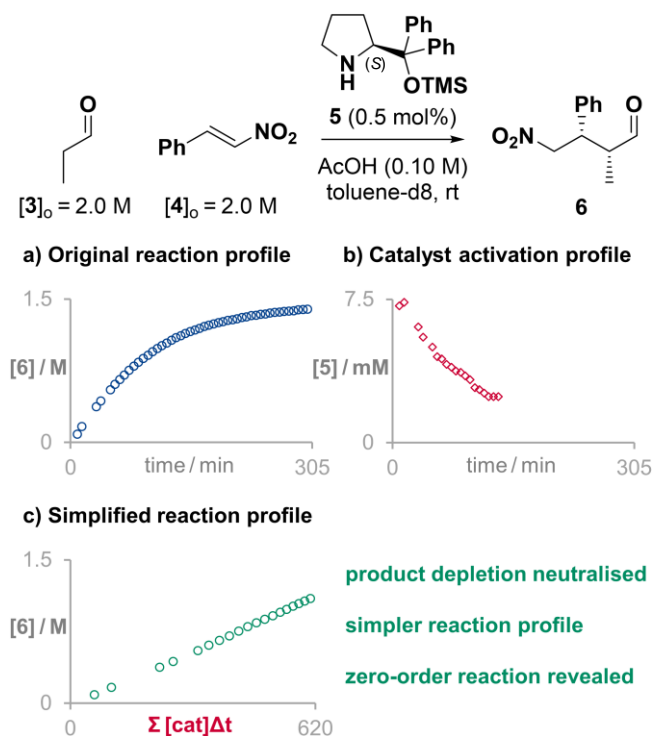 Ph
Ph
N
H
(S)
OTMS
O
Ph
NO₂
5 (0.5 mol%)
AcOH (0.10 M)
toluene-d8, rt
Ph
O
O₂N
[3]ₒ = 2.0 M
[4]ₒ = 2.0 M
6
a) Original reaction profile
b) Catalyst activation profile
1.5
[6] / M
0
0
time / min
305
7.5
[5] / mM
0
0
time / min
305
c) Simplified reaction profile
1.5
[6] / M
0
0
Σ [cat]Δt
620
product depletion neutralised
simpler reaction profile
zero-order reaction revealed